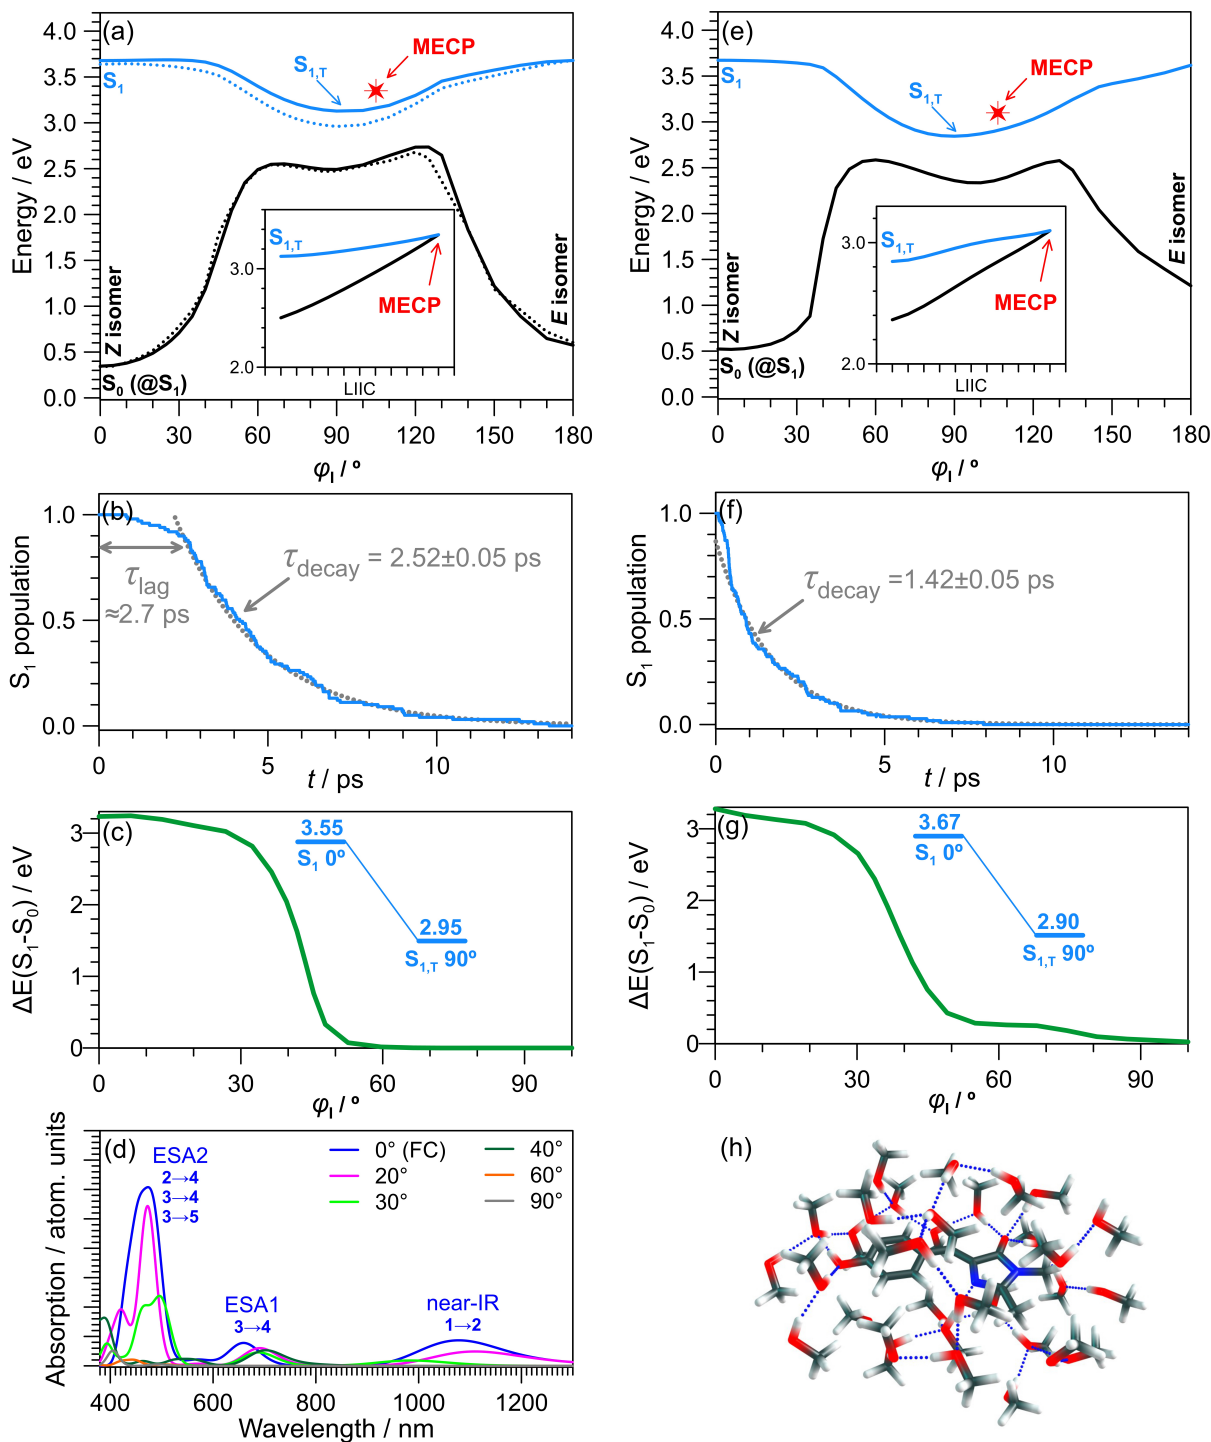 (a)
4.0
3.5
3.0
2.5
2.0
1.5
1.0
0.5
0.0
Energy / eV
S1
S1,T
MECP
Z isomer
E isomer
S0 (@S1)
S1,T
3.0
2.0
MECP
LIIC
0 30 60 90 120 150 180
φI / º
(e)
4.0
3.5
3.0
2.5
2.0
1.5
1.0
0.5
0.0
Energy / eV
S1
S1,T
MECP
Z isomer
E isomer
S0 (@S1)
S1,T
3.0
2.0
MECP
LIIC
0 30 60 90 120 150 180
φI / º
(b)
1.0
0.5
0.0
S1 population
τlag
≈2.7 ps
τdecay = 2.52±0.05 ps
0 5 10
t / ps
(f)
1.0
0.5
0.0
S1 population
τdecay =1.42±0.05 ps
0 5 10
t / ps
(c)
3
2
1
0
ΔE(S1-S0) / eV
3.55
S1 0º
2.95
S1,T 90º
0 30 60 90
φI / º
(g)
3
2
1
0
ΔE(S1-S0) / eV
3.67
S1 0º
2.90
S1,T 90º
0 30 60 90
φI / º
(d)
Absorption / atom. units
ESA2
2→4
3→4
3→5
ESA1
3→4
near-IR
1→2
0° (FC)
20°
30°
40°
60°
90°
400 600 800 1000 1200
Wavelength / nm
(h)